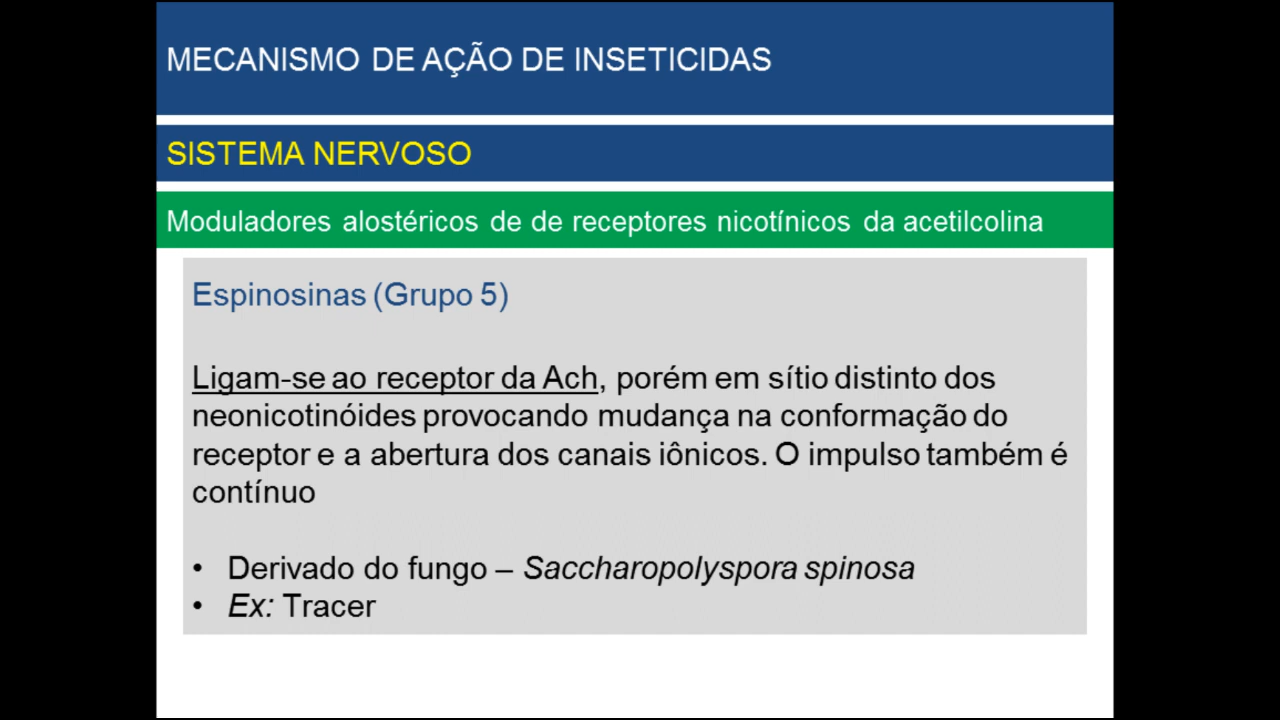 MECANISMO DE AÇÃO DE INSETICIDAS
SISTEMA NERVOSO
Moduladores alostéricos de de receptores nicotínicos da acetilcolina
Espinosinas (Grupo 5)
Ligam-se ao receptor da Ach, porém em sítio distinto dos
neonicotinóides provocando mudança na conformação do
receptor e a abertura dos canais iônicos. O impulso também é
contínuo
• Derivado do fungo – Saccharopolyspora spinosa
• Ex: Tracer